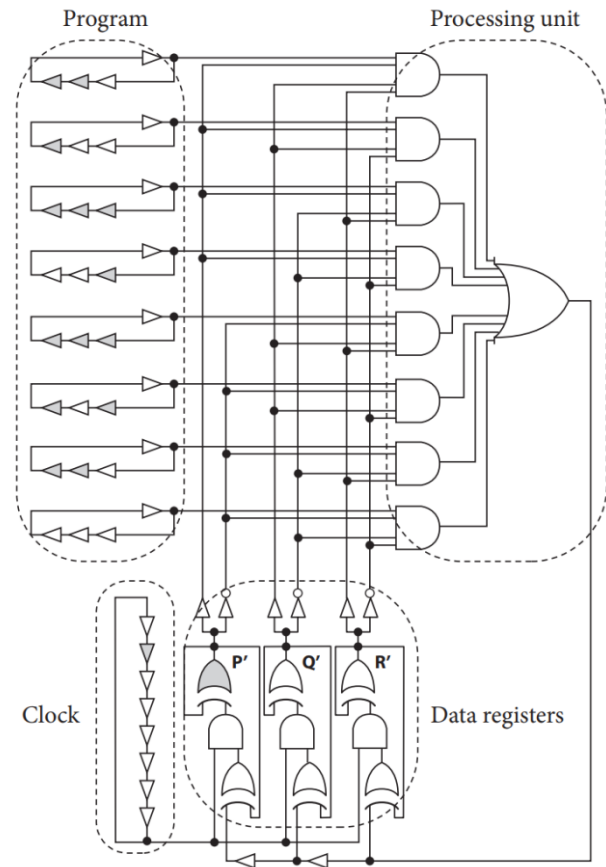 Program
Processing unit
P’
Q’
R’
Clock
Data registers